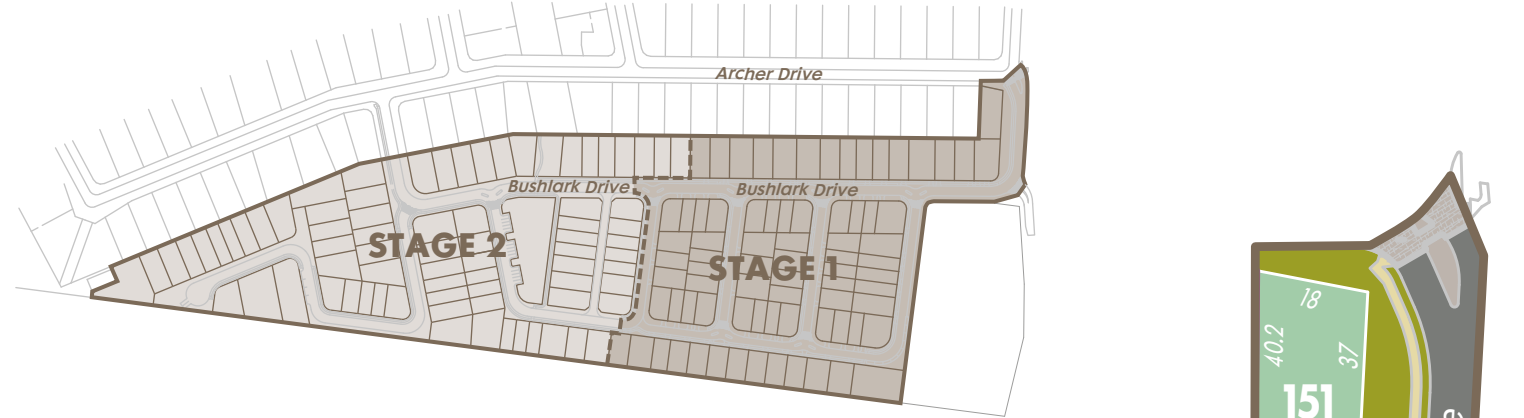 Archer Drive
Bushlark Drive
Bushlark Drive
STAGE 2
STAGE 1
18
40.2
37
151